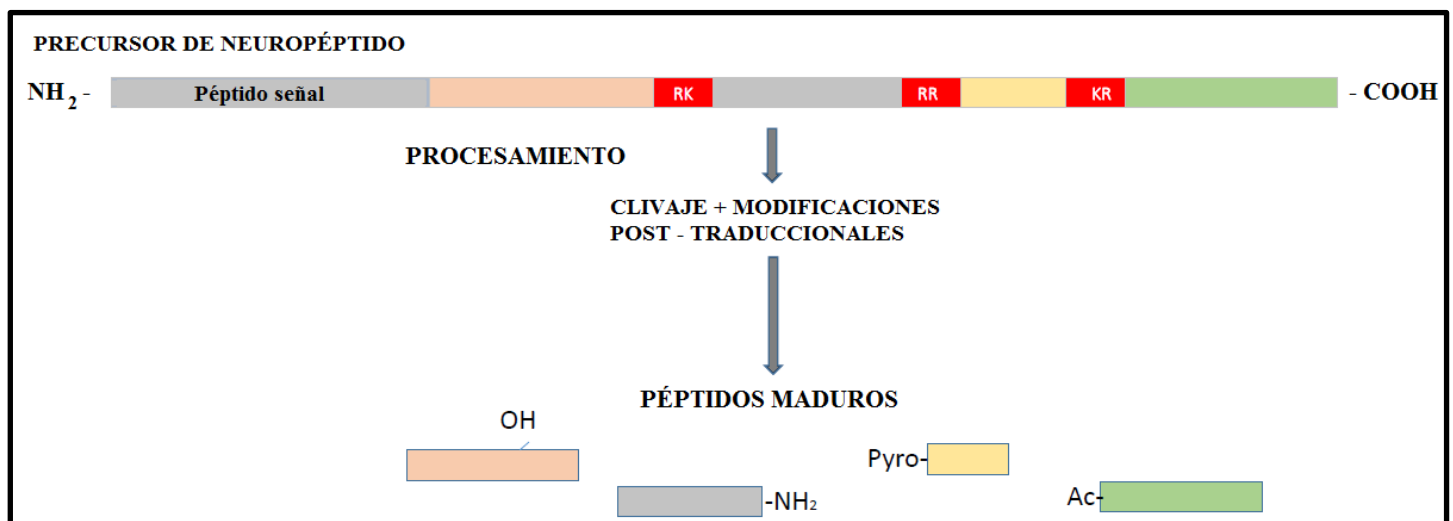 PRECURSOR DE NEUROPÉPTIDO
NH₂ - Péptido señal RK RR KR - COOH
PROCESAMIENTO
CLIVAJE + MODIFICACIONES
POST - TRADUCCIONALES
PÉPTIDOS MADUROS
OH
Pyro-
-NH₂
Ac-